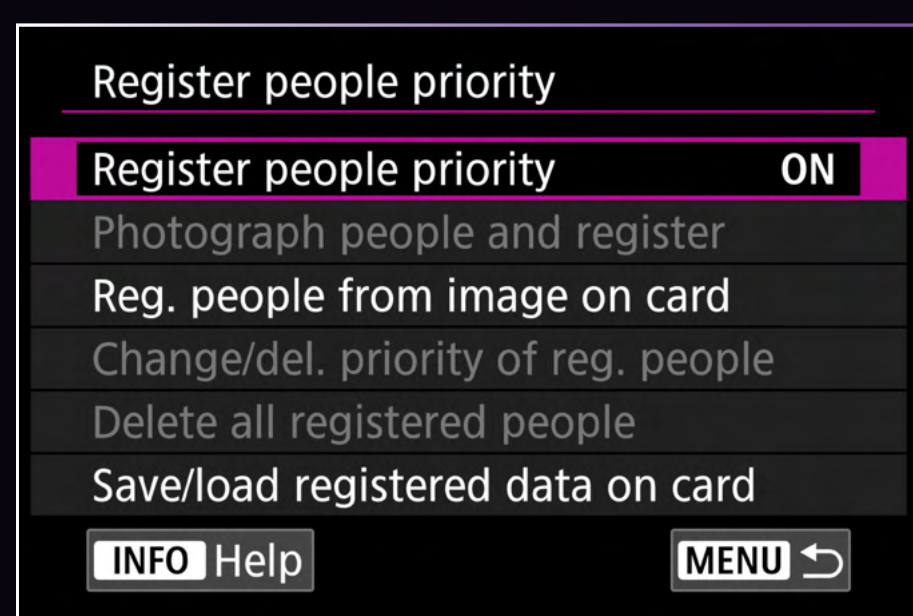 Register people priority
Register people priority ON
Photograph people and register
Reg. people from image on card
Change/del. priority of reg. people
Delete all registered people
Save/load registered data on card
INFO Help
MENU